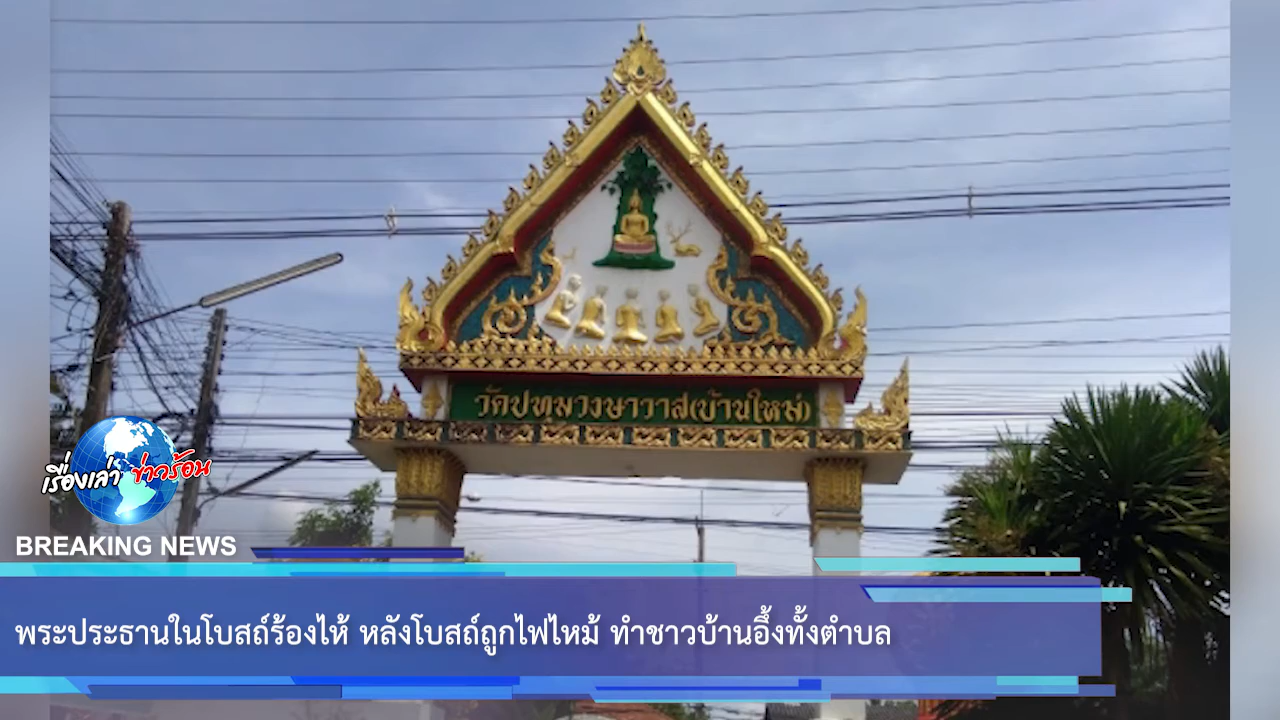 วัดปทุมวงษาวาส(บ้านใหม่)
เรื่องเล่า ข่าวร้อน
BREAKING NEWS
พระประธานในโบสถ์ร้องไห้ หลังโบสถ์ถูกไฟไหม้ ทำชาวบ้านอึ้งทั้งตำบล